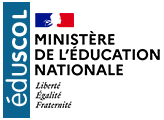 éduscol
MINISTÈRE
DE L'ÉDUCATION
NATIONALE
Liberté
Égalité
Fraternité